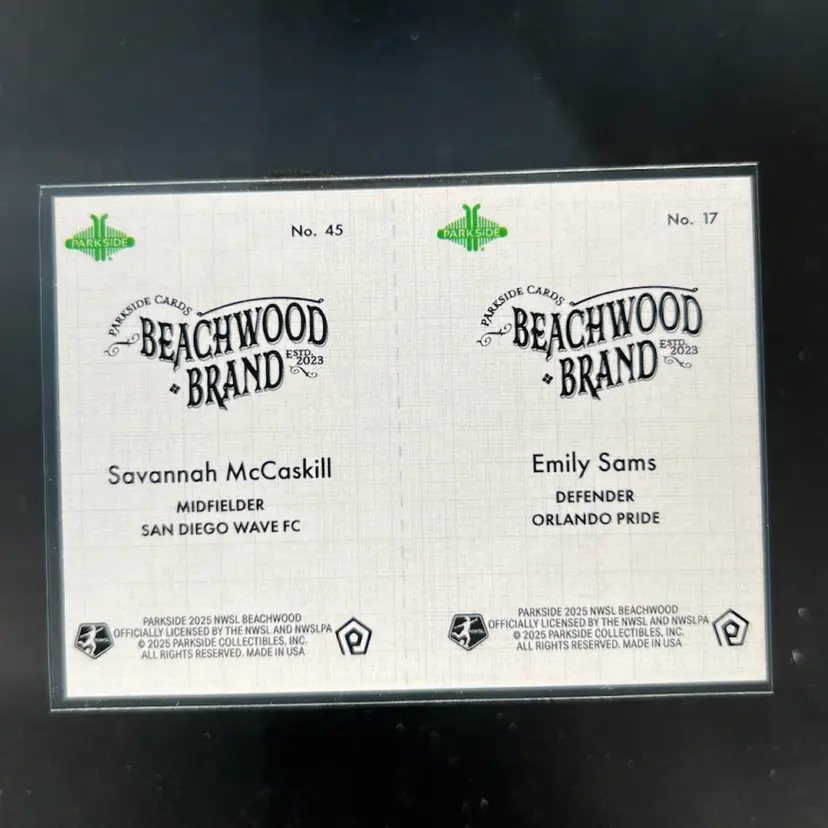 PARKSIDE
No. 45
PARKSIDE CARDS
BEACHWOOD
BRAND
ESTD.
2023
Savannah McCaskill
MIDFIELDER
SAN DIEGO WAVE FC
PARKSIDE 2025 NWSL BEACHWOOD
OFFICIALLY LICENSED BY THE NWSL AND NWSLPA
© 2025 PARKSIDE COLLECTIBLES, INC.
ALL RIGHTS RESERVED. MADE IN USA
PARKSIDE
No. 17
PARKSIDE CARDS
BEACHWOOD
BRAND
ESTD.
2023
Emily Sams
DEFENDER
ORLANDO PRIDE
PARKSIDE 2025 NWSL BEACHWOOD
OFFICIALLY LICENSED BY THE NWSL AND NWSLPA
© 2025 PARKSIDE COLLECTIBLES, INC.
ALL RIGHTS RESERVED. MADE IN USA